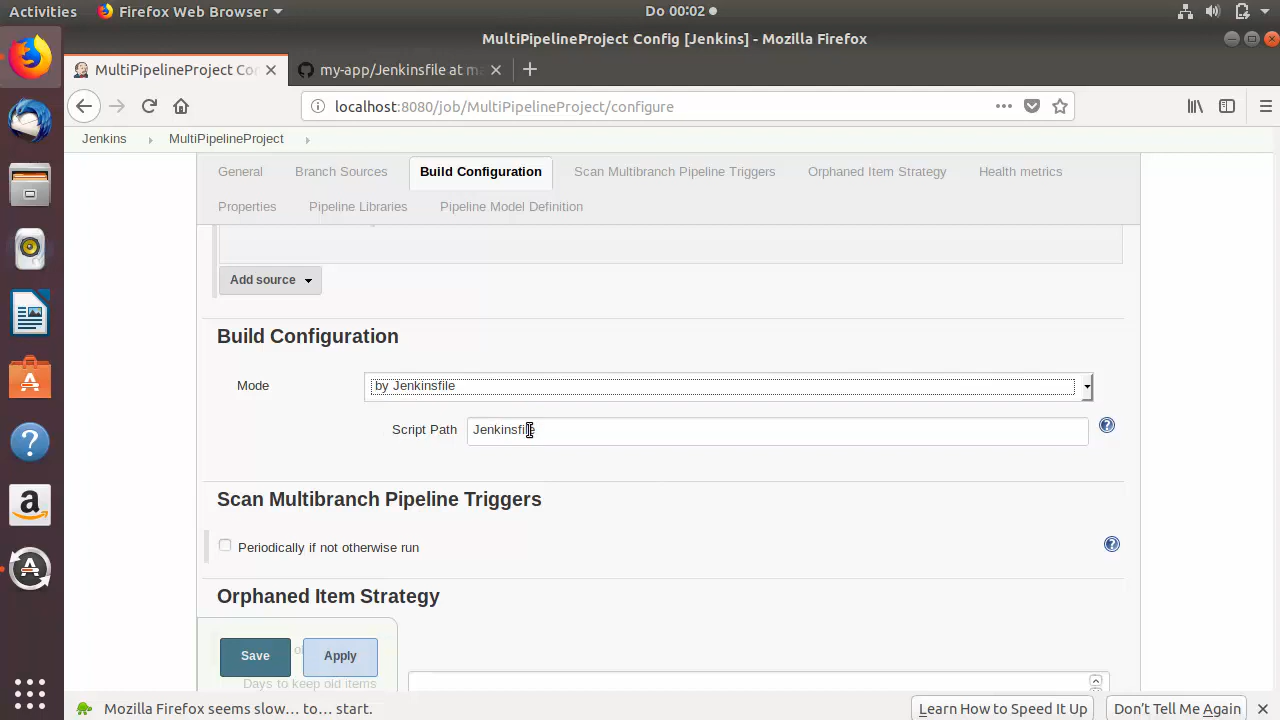 Activities
Firefox Web Browser
Do 00:02
MultiPipelineProject Config [Jenkins] - Mozilla Firefox
MultiPipelineProject Con
my-app/Jenkinsfile at ma
localhost:8080/job/MultiPipelineProject/configure
Jenkins
MultiPipelineProject
General
Branch Sources
Build Configuration
Scan Multibranch Pipeline Triggers
Orphaned Item Strategy
Health metrics
Properties
Pipeline Libraries
Pipeline Model Definition
Add source
Build Configuration
Mode
by Jenkinsfile
Script Path
Jenkinsfile
Scan Multibranch Pipeline Triggers
Periodically if not otherwise run
Orphaned Item Strategy
Save
Apply
Days to keep old items
Mozilla Firefox seems slow… to… start.
Learn How to Speed It Up
Don't Tell Me Again